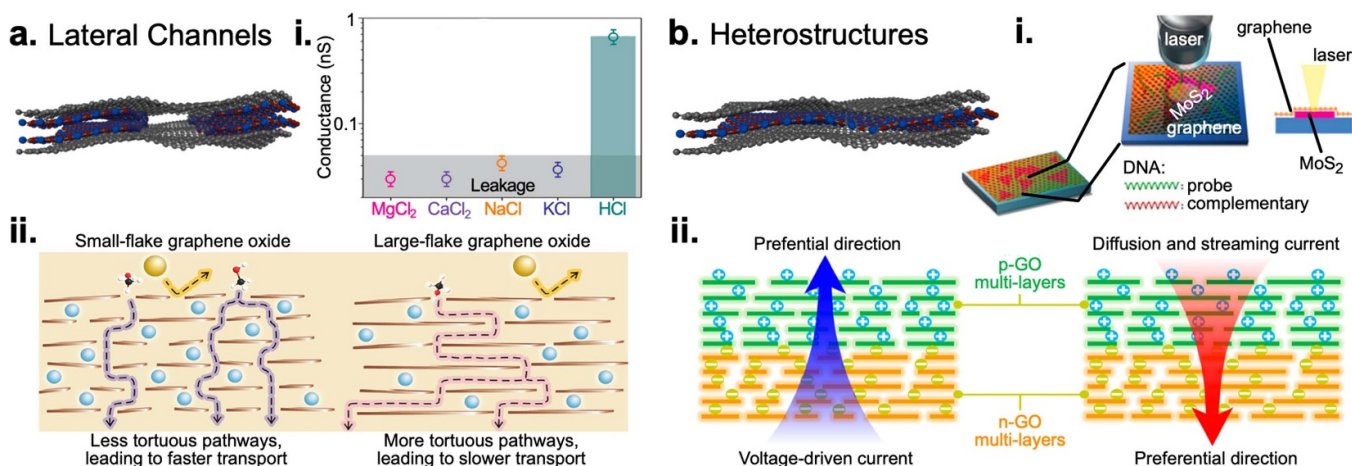 a. Lateral Channels
i.
Conductance (nS)
1
0.1
Leakage
MgCl₂
CaCl₂
NaCl
KCl
HCl
ii.
Small-flake graphene oxide
Large-flake graphene oxide
Less tortuous pathways,
leading to faster transport
More tortuous pathways,
leading to slower transport
b. Heterostructures
i.
laser
MoS₂
graphene
graphene
laser
MoS₂
DNA:
: probe
: complementary
ii.
Prefential direction
Diffusion and streaming current
p-GO
multi-layers
n-GO
multi-layers
Voltage-driven current
Preferential direction